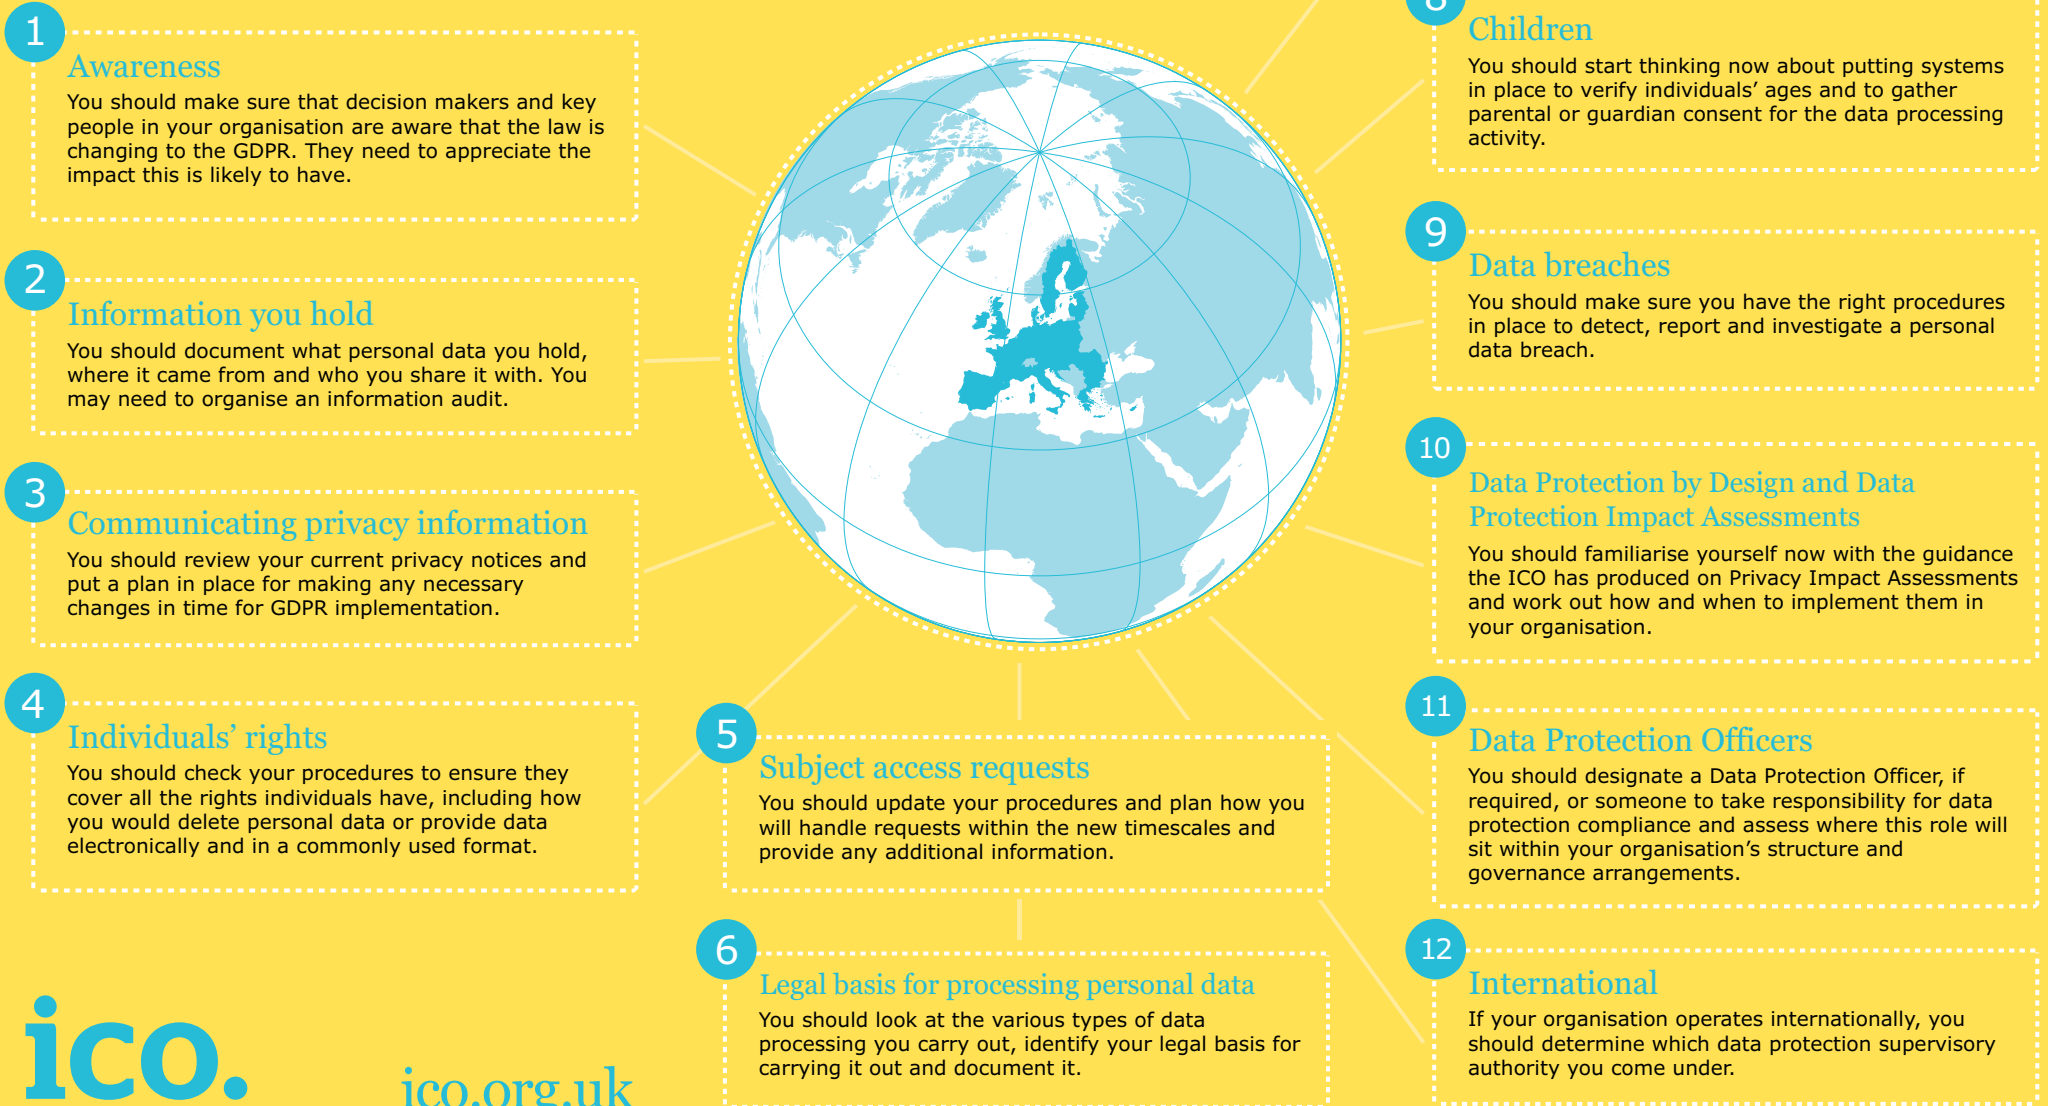 1
Awareness
You should make sure that decision makers and key
people in your organisation are aware that the law is
changing to the GDPR. They need to appreciate the
impact this is likely to have.
2
Information you hold
You should document what personal data you hold,
where it came from and who you share it with. You
may need to organise an information audit.
3
Communicating privacy information
You should review your current privacy notices and
put a plan in place for making any necessary
changes in time for GDPR implementation.
4
Individuals’ rights
You should check your procedures to ensure they
cover all the rights individuals have, including how
you would delete personal data or provide data
electronically and in a commonly used format.
5
Subject access requests
You should update your procedures and plan how you
will handle requests within the new timescales and
provide any additional information.
6
Legal basis for processing personal data
You should look at the various types of data
processing you carry out, identify your legal basis for
carrying it out and document it.
8
Children
You should start thinking now about putting systems
in place to verify individuals’ ages and to gather
parental or guardian consent for the data processing
activity.
9
Data breaches
You should make sure you have the right procedures
in place to detect, report and investigate a personal
data breach.
10
Data Protection by Design and Data
Protection Impact Assessments
You should familiarise yourself now with the guidance
the ICO has produced on Privacy Impact Assessments
and work out how and when to implement them in
your organisation.
11
Data Protection Officers
You should designate a Data Protection Officer, if
required, or someone to take responsibility for data
protection compliance and assess where this role will
sit within your organisation’s structure and
governance arrangements.
12
International
If your organisation operates internationally, you
should determine which data protection supervisory
authority you come under.
ico.
ico.org.uk